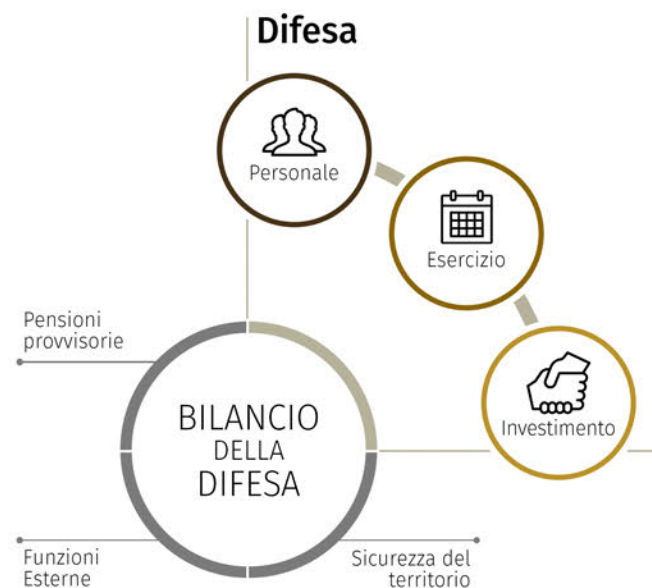 Difesa
Personale
Esercizio
Investimento
Pensioni
provvisorie
BILANCIO
DELLA
DIFESA
Funzioni
Esterne
Sicurezza del
territorio